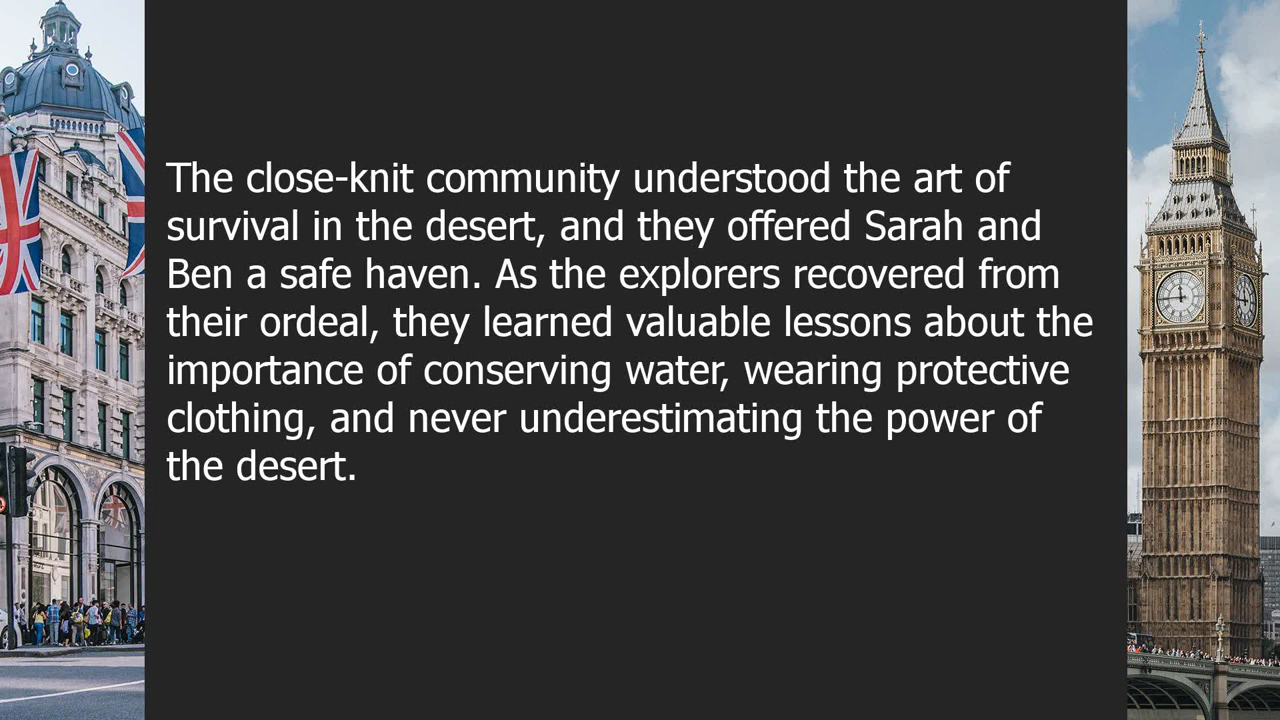 The close-knit community understood the art of
survival in the desert, and they offered Sarah and
Ben a safe haven. As the explorers recovered from
their ordeal, they learned valuable lessons about the
importance of conserving water, wearing protective
clothing, and never underestimating the power of
the desert.